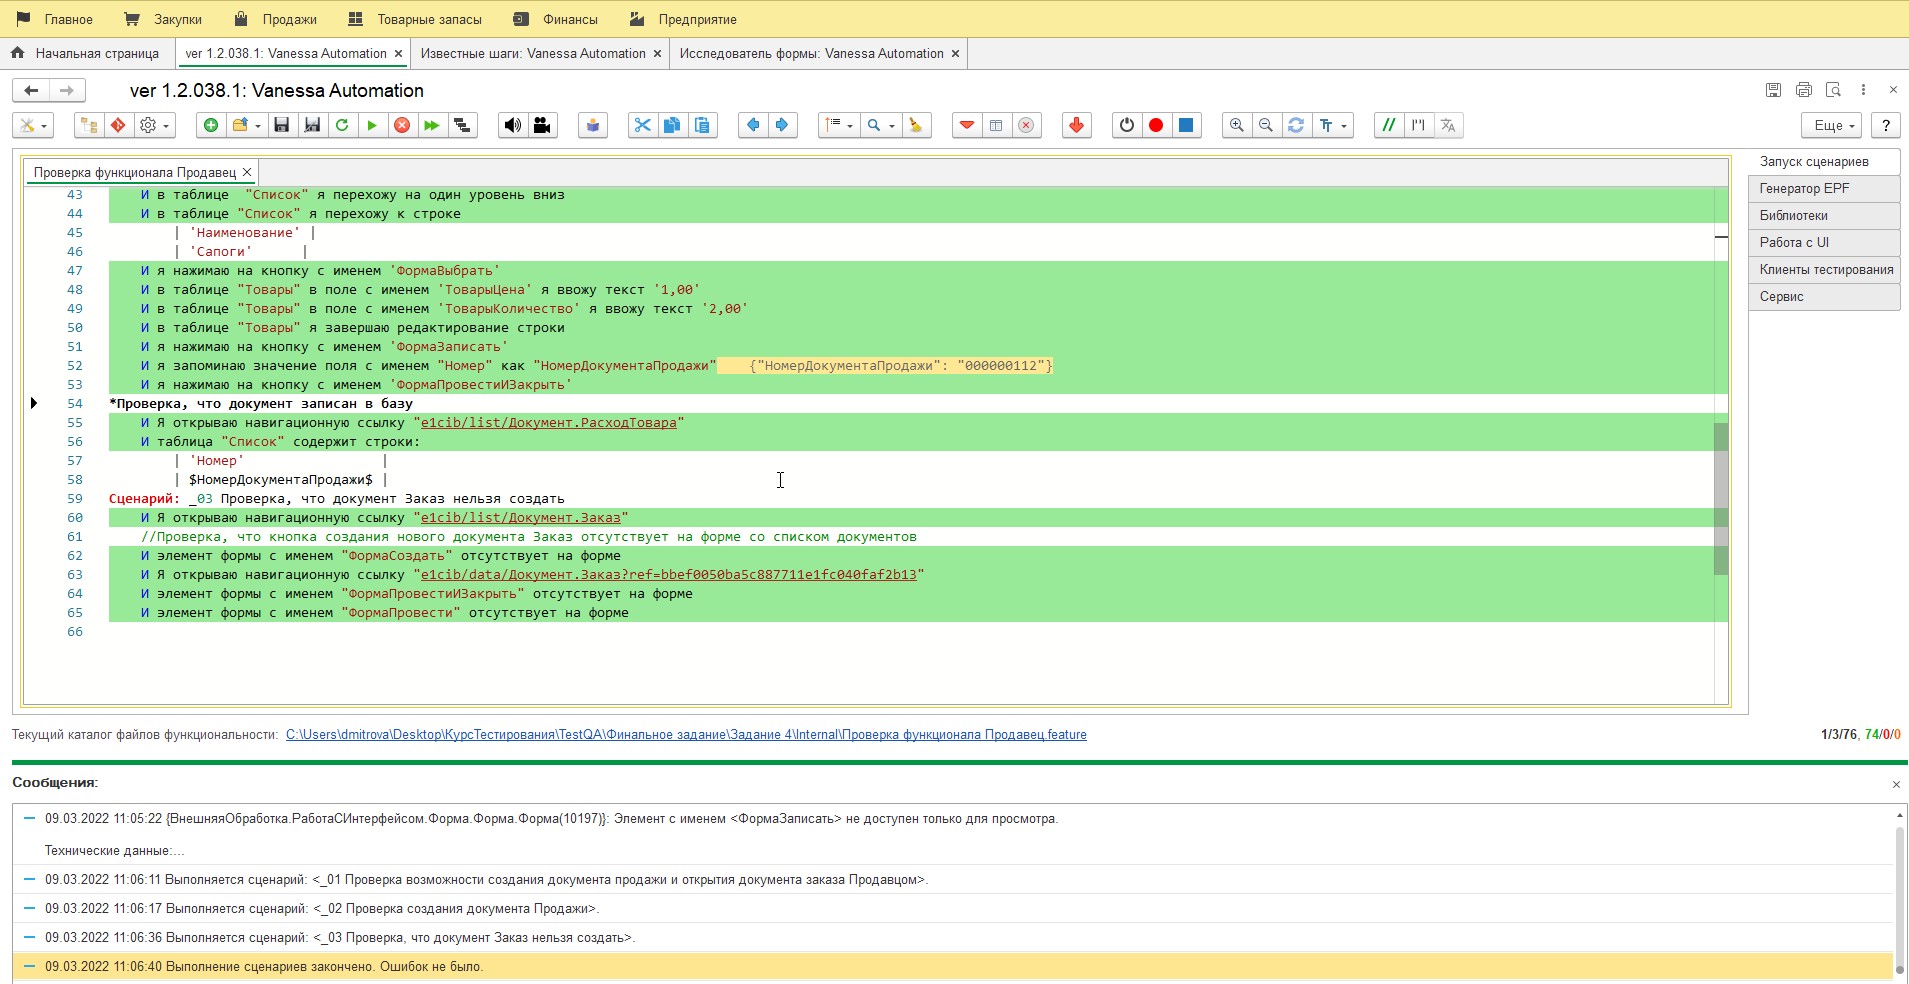 Главное Закупки Продажи Товарные запасы Финансы Предприятие
Начальная страница ver 1.2.038.1: Vanessa Automation × Известные шаги: Vanessa Automation × Исследователь формы: Vanessa Automation ×
ver 1.2.038.1: Vanessa Automation
Еще ?
Проверка функционала Продавец ×
43 И в таблице  "Список" я перехожу на один уровень вниз
44 И в таблице "Список" я перехожу к строке
45 | 'Наименование' |
46 | 'Сапоги' |
47 И я нажимаю на кнопку с именем 'ФормаВыбрать'
48 И в таблице "Товары" в поле с именем 'ТоварыЦена' я ввожу текст '1,00'
49 И в таблице "Товары" в поле с именем 'ТоварыКоличество' я ввожу текст '2,00'
50 И в таблице "Товары" я завершаю редактирование строки
51 И я нажимаю на кнопку с именем 'ФормаЗаписать'
52 И я запоминаю значение поля с именем "Номер" как "НомерДокументаПродажи" {"НомерДокументаПродажи": "000000112"}
53 И я нажимаю на кнопку с именем 'ФормаПровестиИЗакрыть'
54 *Проверка, что документ записан в базу
55 И Я открываю навигационную ссылку "e1cib/list/Документ.РасходТовара"
56 И таблица "Список" содержит строки:
57 | 'Номер' |
58 | $НомерДокументаПродажи$ |
59 Сценарий: _03 Проверка, что документ Заказ нельзя создать
60 И Я открываю навигационную ссылку "e1cib/list/Документ.Заказ"
61 //Проверка, что кнопка создания нового документа Заказ отсутствует на форме со списком документов
62 И элемент формы с именем "ФормаСоздать" отсутствует на форме
63 И Я открываю навигационную ссылку "e1cib/data/Документ.Заказ?ref=bbef0050ba5c887711e1fc040faf2b13"
64 И элемент формы с именем "ФормаПровестиИЗакрыть" отсутствует на форме
65 И элемент формы с именем "ФормаПровести" отсутствует на форме
66
Запуск сценариев
Генератор EPF
Библиотеки
Работа с UI
Клиенты тестирования
Сервис
Текущий каталог файлов функциональности: C:\Users\dmitrova\Desktop\КурсТестирования\TestQA\Финальное задание\Задание 4\Internal\Проверка функционала Продавец.feature 1/3/76, 74/0/0
Сообщения:
09.03.2022 11:05:22 {ВнешняяОбработка.РаботаСИнтерфейсом.Форма.Форма.Форма(10197)}: Элемент с именем <ФормаЗаписать> не доступен только для просмотра.
Технические данные:...
09.03.2022 11:06:11 Выполняется сценарий: <_01 Проверка возможности создания документа продажи и открытия документа заказа Продавцом>.
09.03.2022 11:06:17 Выполняется сценарий: <_02 Проверка создания документа Продажи>.
09.03.2022 11:06:36 Выполняется сценарий: <_03 Проверка, что документ Заказ нельзя создать>.
09.03.2022 11:06:40 Выполнение сценариев закончено. Ошибок не было.